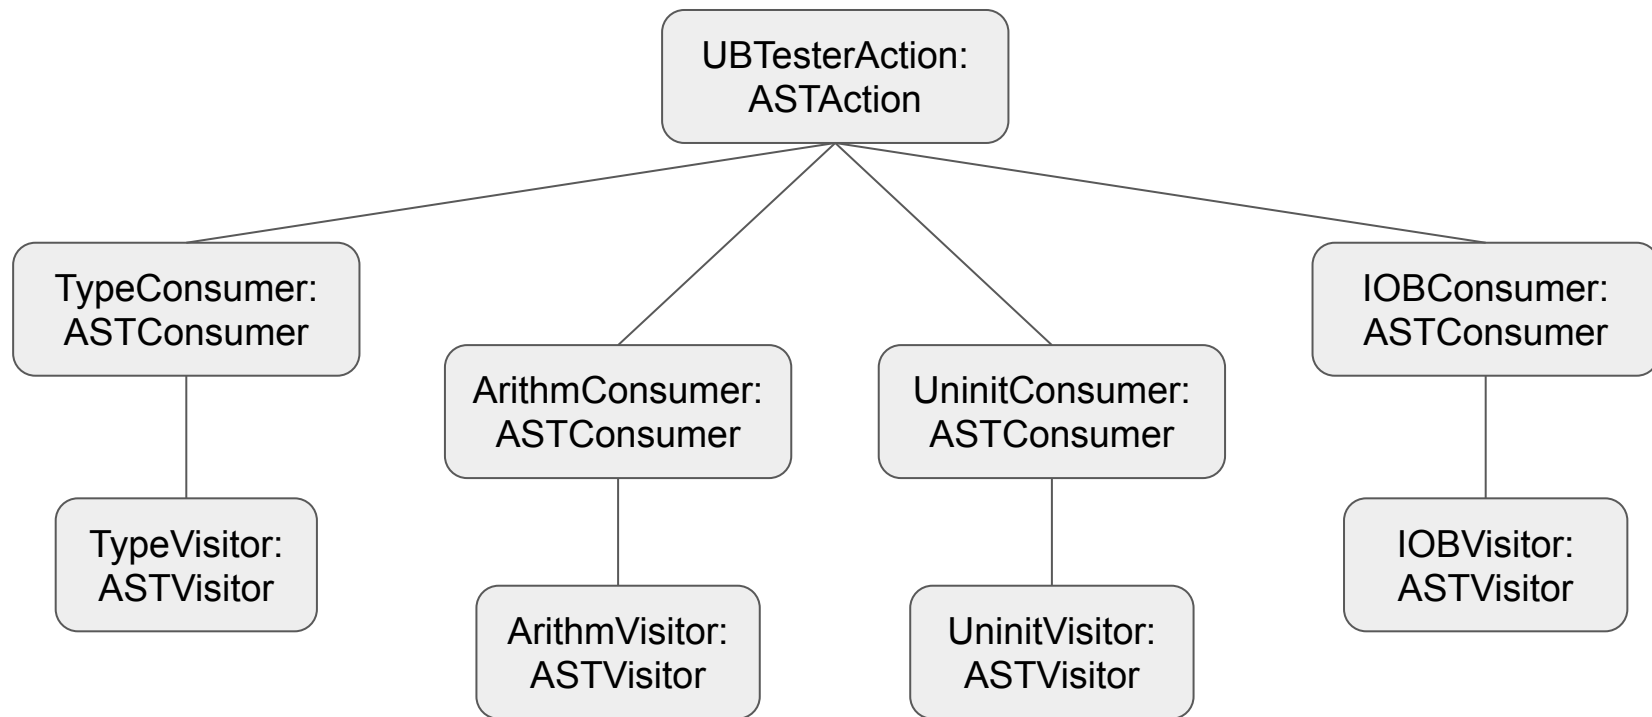 UBTesterAction:
ASTAction
TypeConsumer:
ASTConsumer
IOBConsumer:
ASTConsumer
ArithmConsumer:
ASTConsumer
UninitConsumer:
ASTConsumer
TypeVisitor:
ASTVisitor
IOBVisitor:
ASTVisitor
ArithmVisitor:
ASTVisitor
UninitVisitor:
ASTVisitor